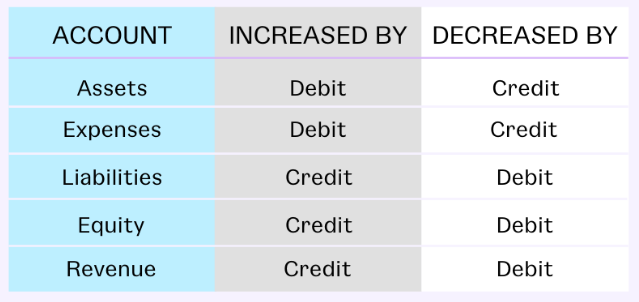 ACCOUNT INCREASED BY DECREASED BY
Assets Debit Credit
Expenses Debit Credit
Liabilities Credit Debit
Equity Credit Debit
Revenue Credit Debit